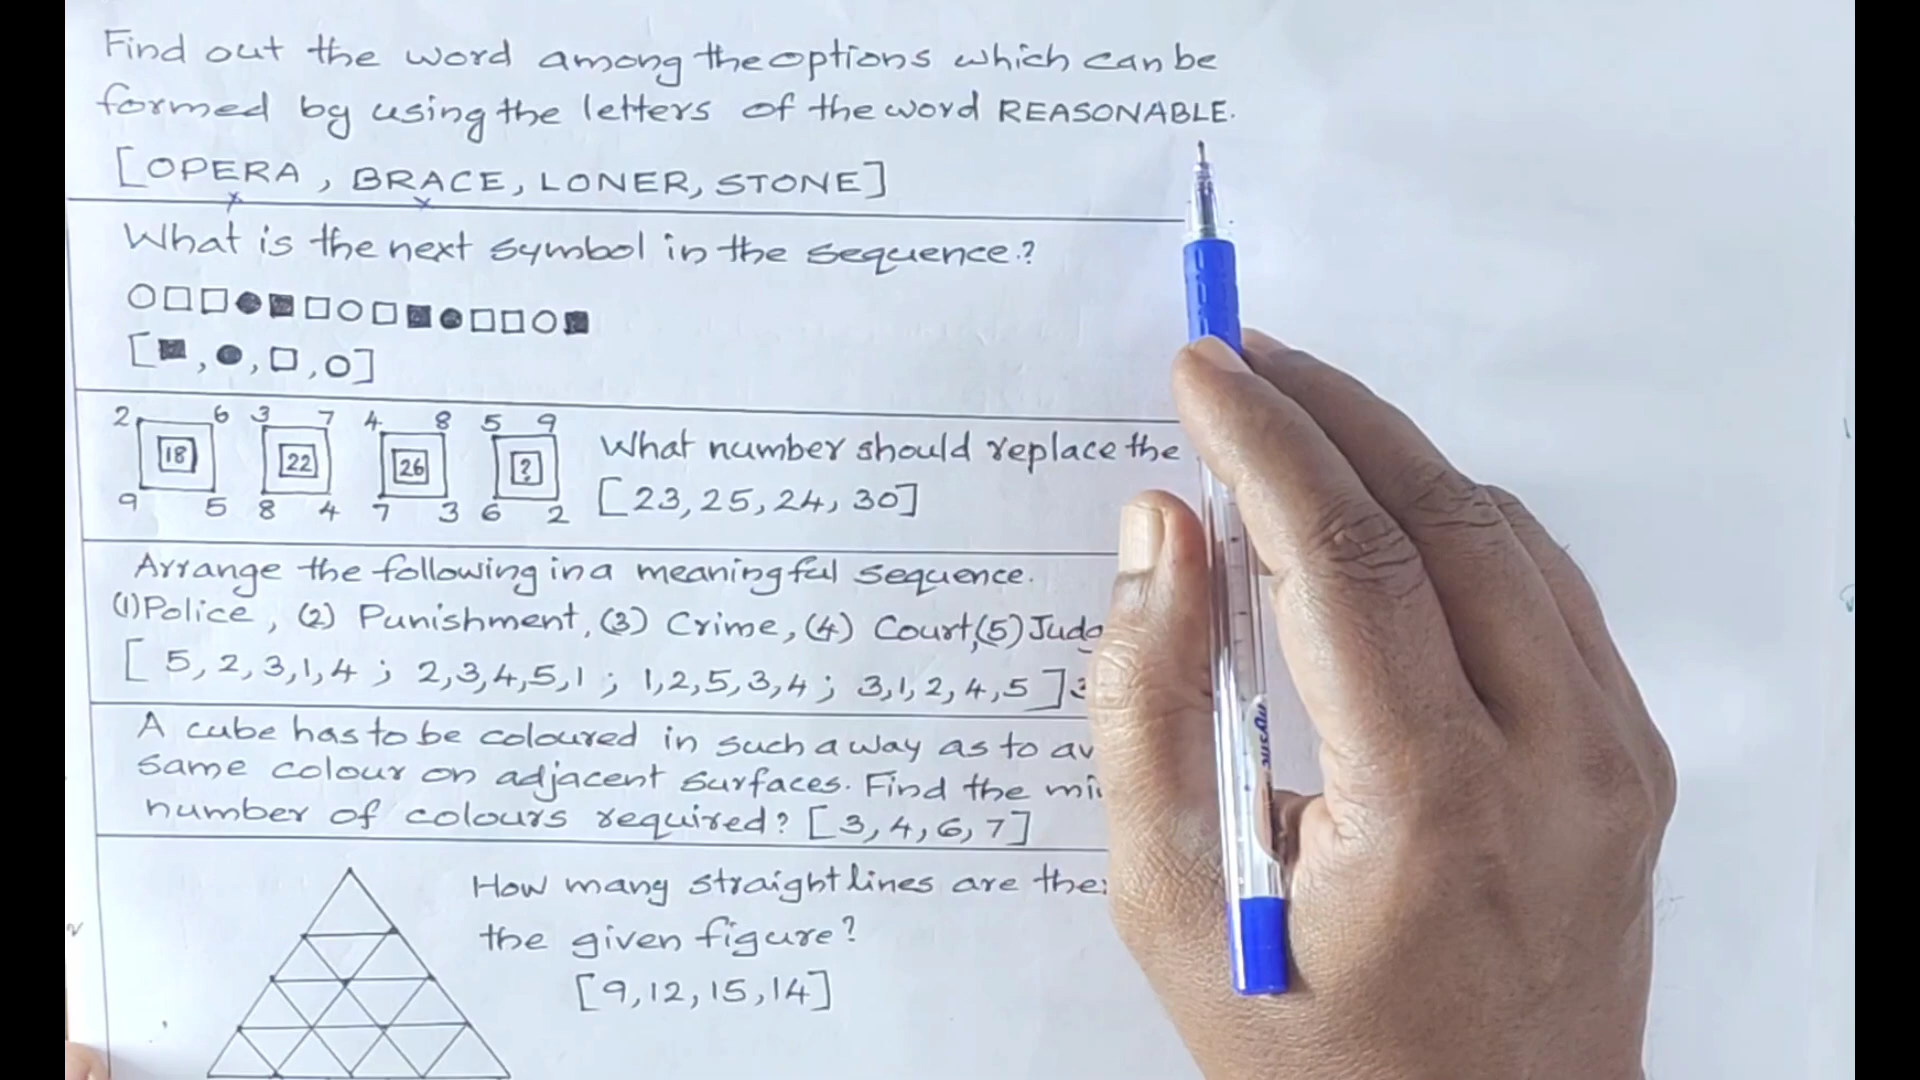 Find out the word among the options which can be
formed by using the letters of the word REASONABLE.
[OPERA, BRACE, LONER, STONE]
What is the next symbol in the sequence?
2 6 3 7 4 8 5 9
18 22 26 ? What number should replace the
9 5 8 4 7 3 6 2 [23, 25, 24, 30]
Arrange the following in a meaningful sequence.
(1) Police, (2) Punishment, (3) Crime, (4) Court, (5) Judg
[5, 2, 3, 1, 4; 2, 3, 4, 5, 1; 1, 2, 5, 3, 4; 3, 1, 2, 4, 5]
A cube has to be coloured in such a way as to av
same colour on adjacent surfaces. Find the mi
number of colours required? [3, 4, 6, 7]
How many straight lines are the
the given figure?
[9, 12, 15, 14]